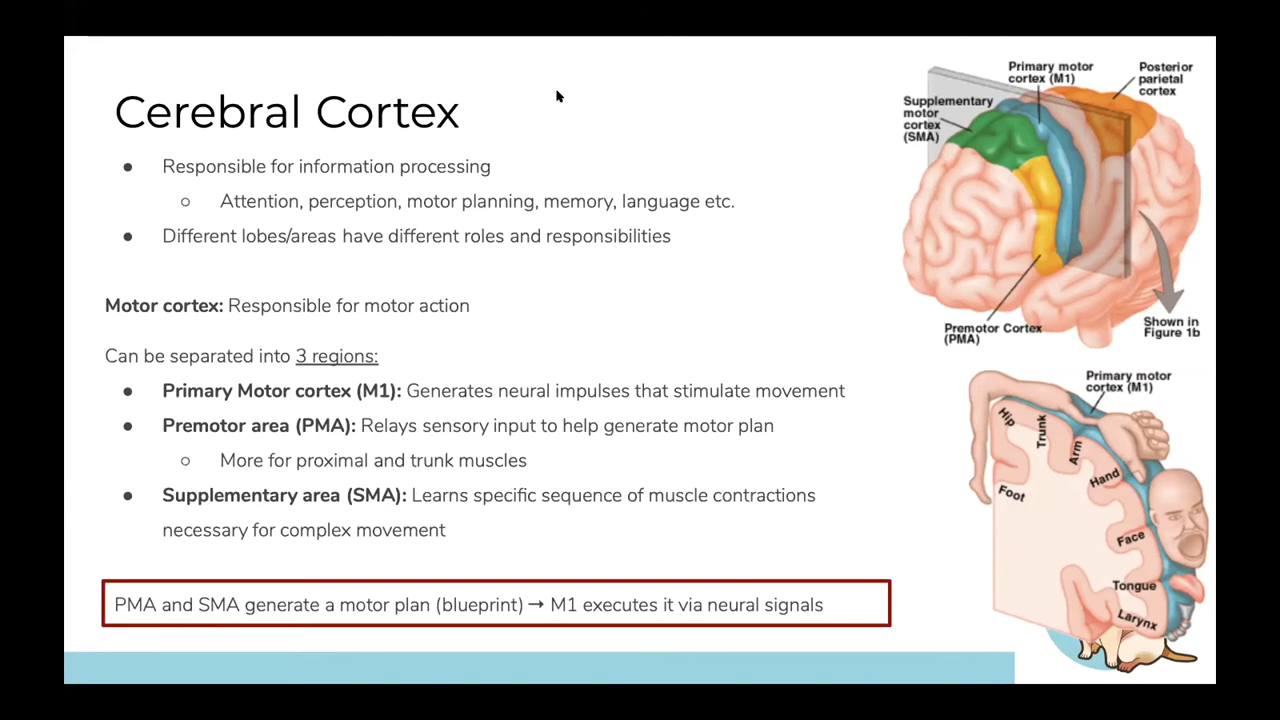 Cerebral Cortex
● Responsible for information processing
○ Attention, perception, motor planning, memory, language etc.
● Different lobes/areas have different roles and responsibilities
Motor cortex: Responsible for motor action
Can be separated into 3 regions:
● Primary Motor cortex (M1): Generates neural impulses that stimulate movement
● Premotor area (PMA): Relays sensory input to help generate motor plan
○ More for proximal and trunk muscles
● Supplementary area (SMA): Learns specific sequence of muscle contractions
necessary for complex movement
PMA and SMA generate a motor plan (blueprint) → M1 executes it via neural signals
Primary motor
cortex (M1)
Posterior
parietal
cortex
Supplementary
motor
cortex
(SMA)
Premotor Cortex
(PMA)
Shown in
Figure 1b
Primary motor
cortex (M1)
Hip
Trunk
Arm
Hand
Foot
Face
Tongue
Larynx